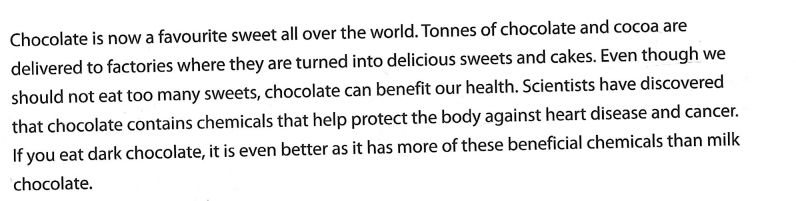 Chocolate is now a favourite sweet all over the world. Tonnes of chocolate and cocoa are
delivered to factories where they are turned into delicious sweets and cakes. Even though we
should not eat too many sweets, chocolate can benefit our health. Scientists have discovered
that chocolate contains chemicals that help protect the body against heart disease and cancer.
If you eat dark chocolate, it is even better as it has more of these beneficial chemicals than milk
chocolate.